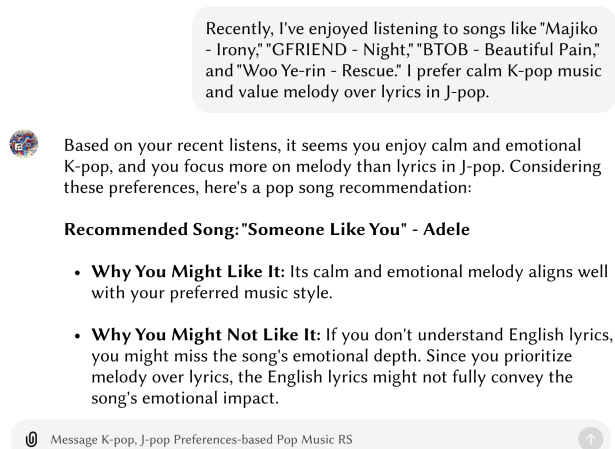 Recently, I've enjoyed listening to songs like "Majiko
- Irony," "GFRIEND - Night," "BTOB - Beautiful Pain,"
and "Woo Ye-rin - Rescue." I prefer calm K-pop music
and value melody over lyrics in J-pop.
Based on your recent listens, it seems you enjoy calm and emotional
K-pop, and you focus more on melody than lyrics in J-pop. Considering
these preferences, here's a pop song recommendation:
Recommended Song: "Someone Like You" - Adele
• Why You Might Like It: Its calm and emotional melody aligns well
with your preferred music style.
• Why You Might Not Like It: If you don't understand English lyrics,
you might miss the song's emotional depth. Since you prioritize
melody over lyrics, the English lyrics might not fully convey the
song's emotional impact.
Message K-pop, J-pop Preferences-based Pop Music RS